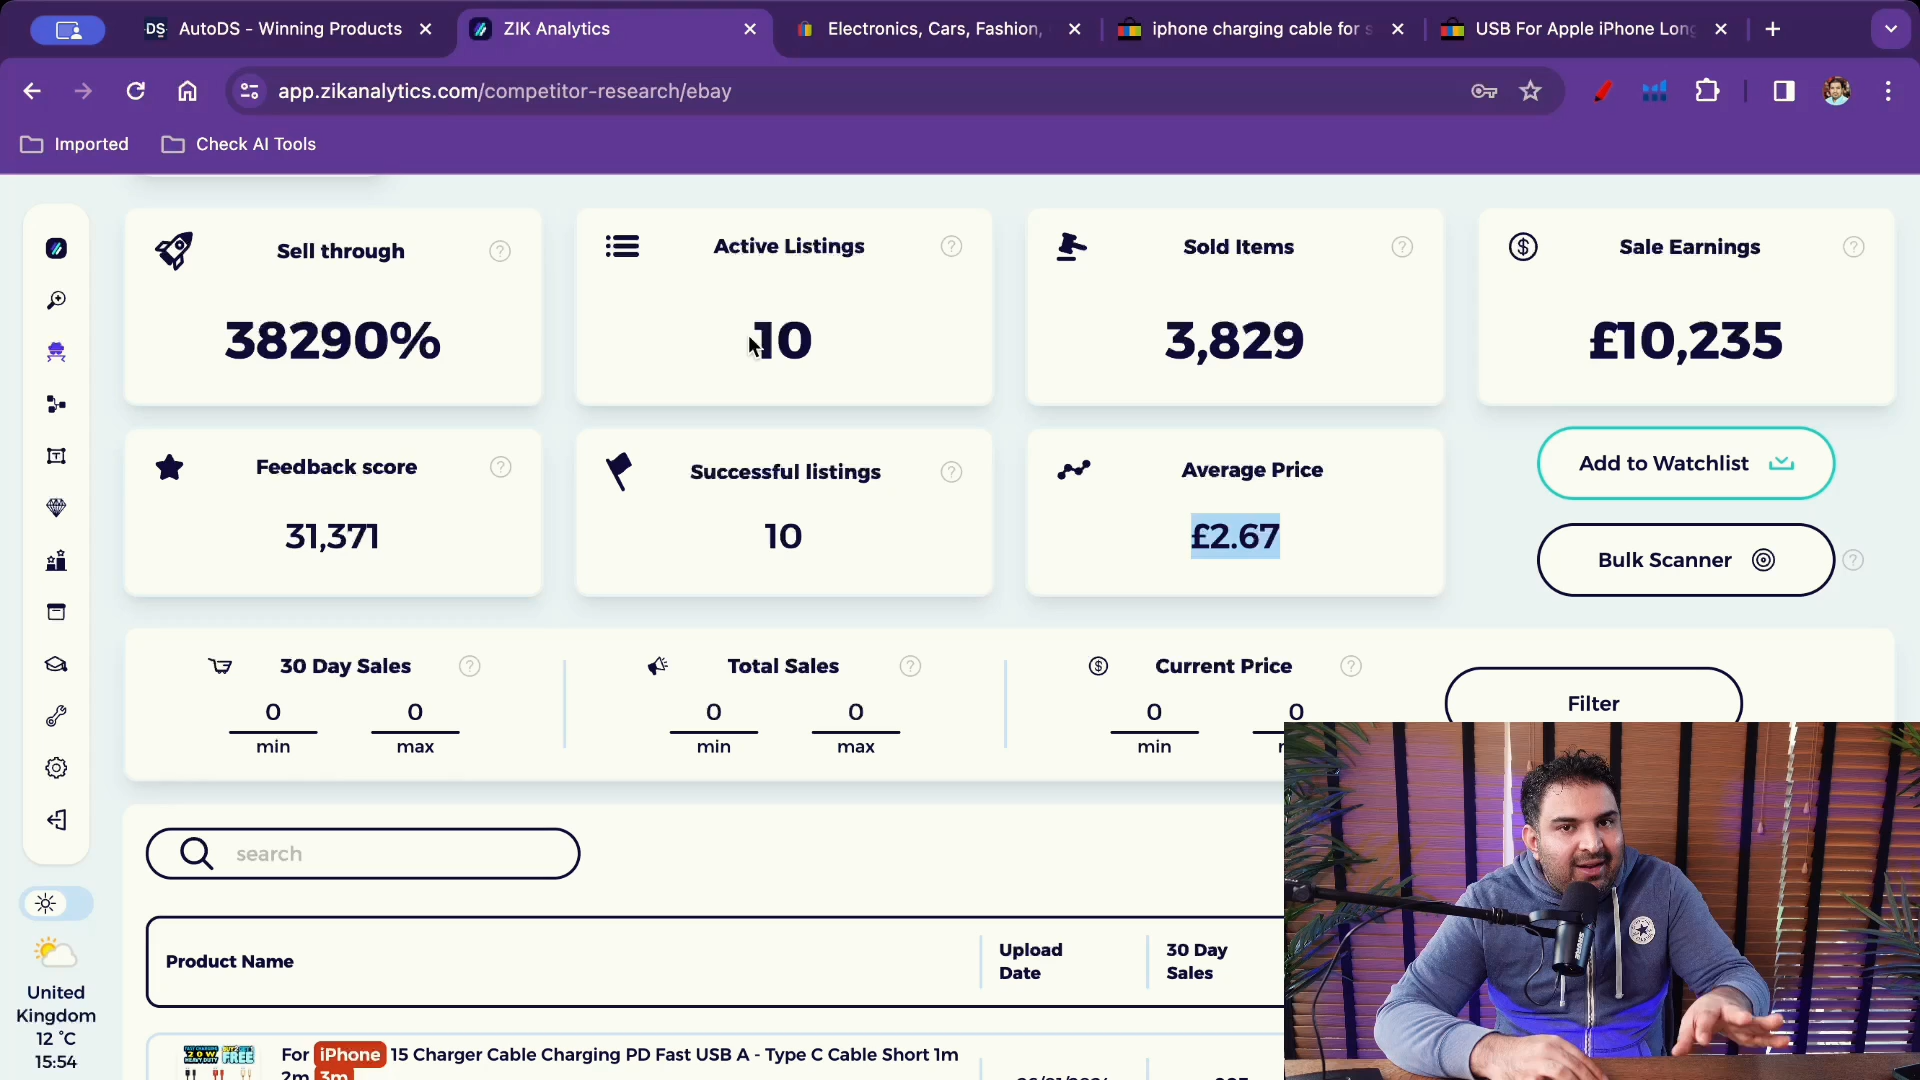 DS AutoDS - Winning Products
ZIK Analytics
Electronics, Cars, Fashion,
iphone charging cable for s
USB For Apple iPhone Long
app.zikanalytics.com/competitor-research/ebay
Imported
Check AI Tools
Sell through ?
38290%
Active Listings ?
10
Sold Items ?
3,829
Sale Earnings ?
£10,235
Feedback score ?
31,371
Successful listings ?
10
Average Price
£2.67
Add to Watchlist
Bulk Scanner ?
30 Day Sales ?
0 0
min max
Total Sales ?
0 0
min max
Current Price ?
0 0
min
Filter
search
Product Name
Upload
Date
30 Day
Sales
For iPhone 15 Charger Cable Charging PD Fast USB A - Type C Cable Short 1m
2m 3m
United
Kingdom
12 °C
15:54